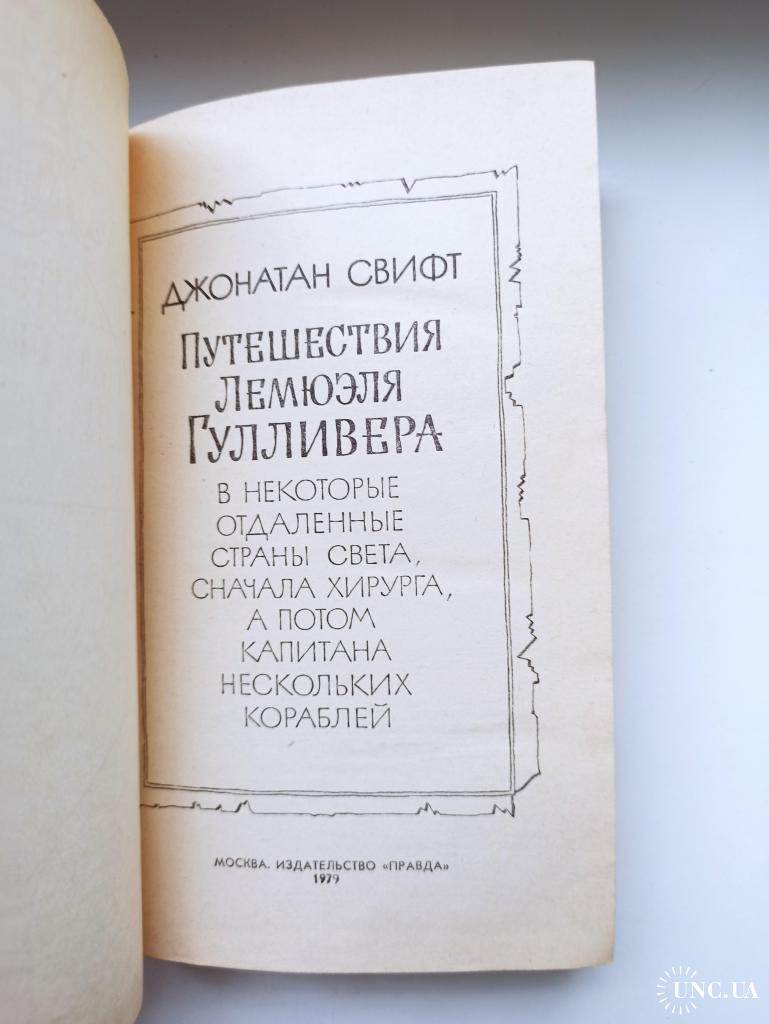 ДЖОНАТАН СВИФТ
ПУТЕШЕСТВИЯ
ЛЕМЮЭЛЯ
ГУЛЛИВЕРА
В НЕКОТОРЫЕ
ОТДАЛЕННЫЕ
СТРАНЫ СВЕТА,
СНАЧАЛА ХИРУРГА,
А ПОТОМ
КАПИТАНА
НЕСКОЛЬКИХ
КОРАБЛЕЙ
МОСКВА. ИЗДАТЕЛЬСТВО «ПРАВДА»
1979
UNC.UA